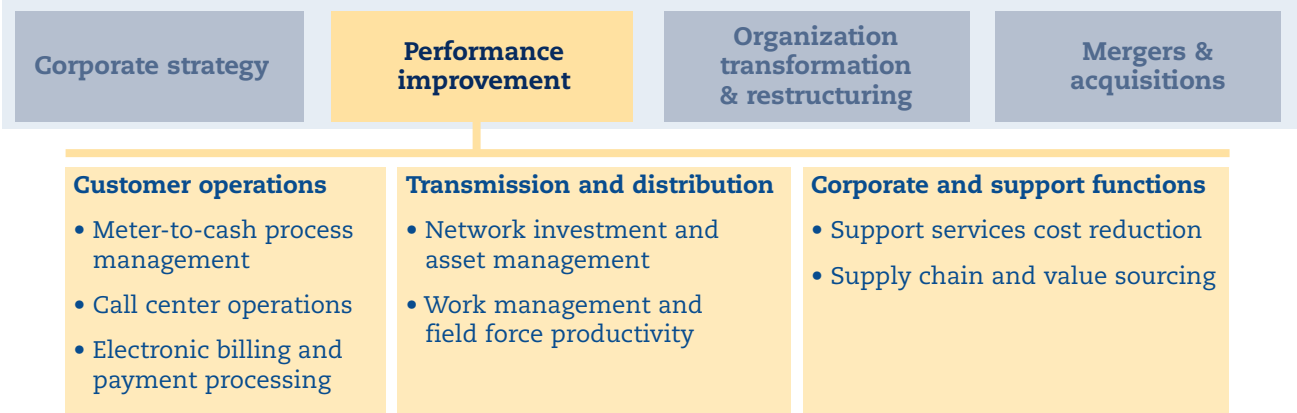 Corporate strategy
Performance
improvement
Organization
transformation
& restructuring
Mergers &
acquisitions
Customer operations
• Meter-to-cash process
management
• Call center operations
• Electronic billing and
payment processing
Transmission and distribution
• Network investment and
asset management
• Work management and
field force productivity
Corporate and support functions
• Support services cost reduction
• Supply chain and value sourcing